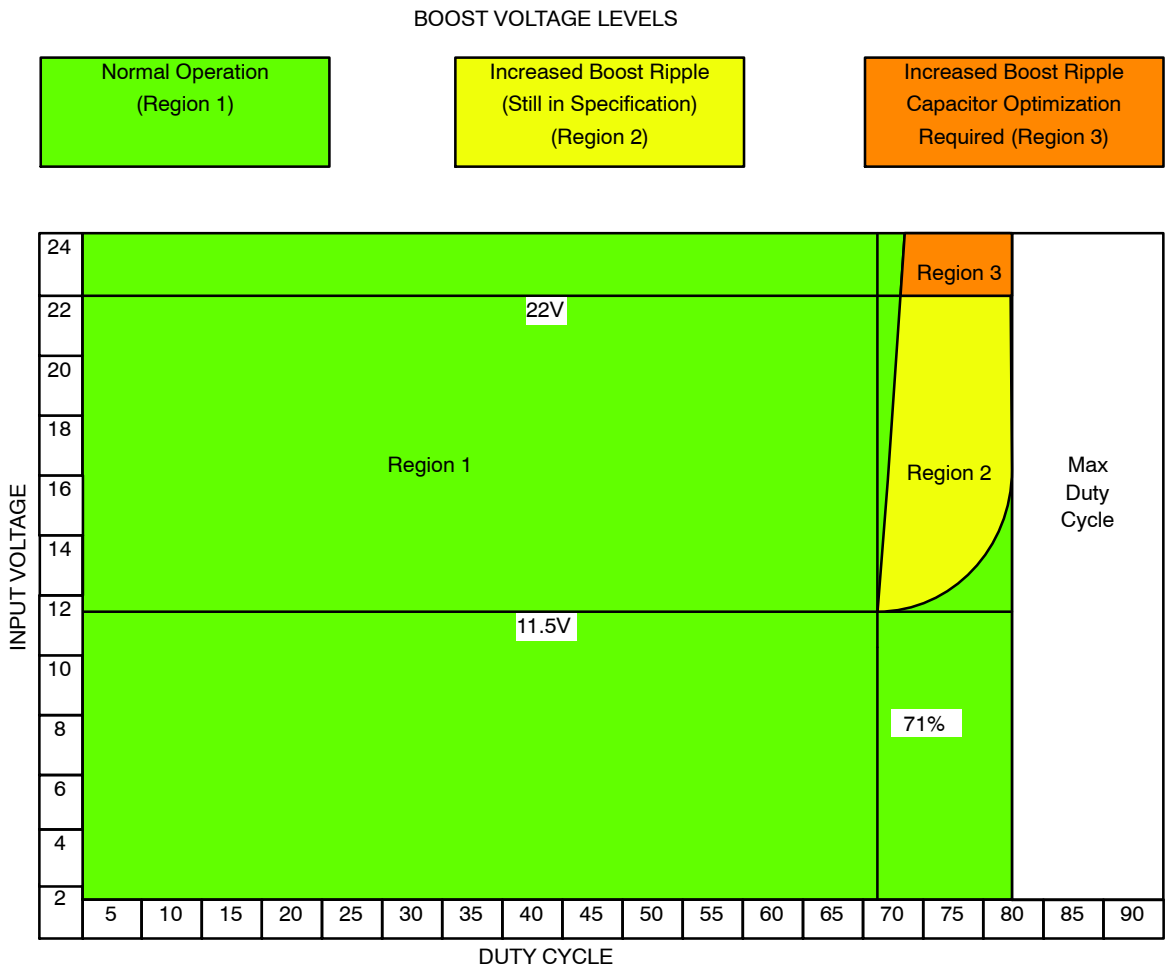 BOOST VOLTAGE LEVELS
Normal Operation
(Region 1)
Increased Boost Ripple
(Still in Specification)
(Region 2)
Increased Boost Ripple
Capacitor Optimization
Required (Region 3)
24
22
20
18
16
14
12
10
8
6
4
2
INPUT VOLTAGE
Region 3
22V
Region 1
Region 2
Max
Duty
Cycle
11.5V
71%
5 10 15 20 25 30 35 40 45 50 55 60 65 70 75 80 85 90
DUTY CYCLE